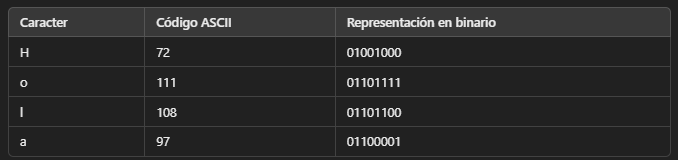 Caracter Código ASCII Representación en binario
H 72 01001000
o 111 01101111
l 108 01101100
a 97 01100001